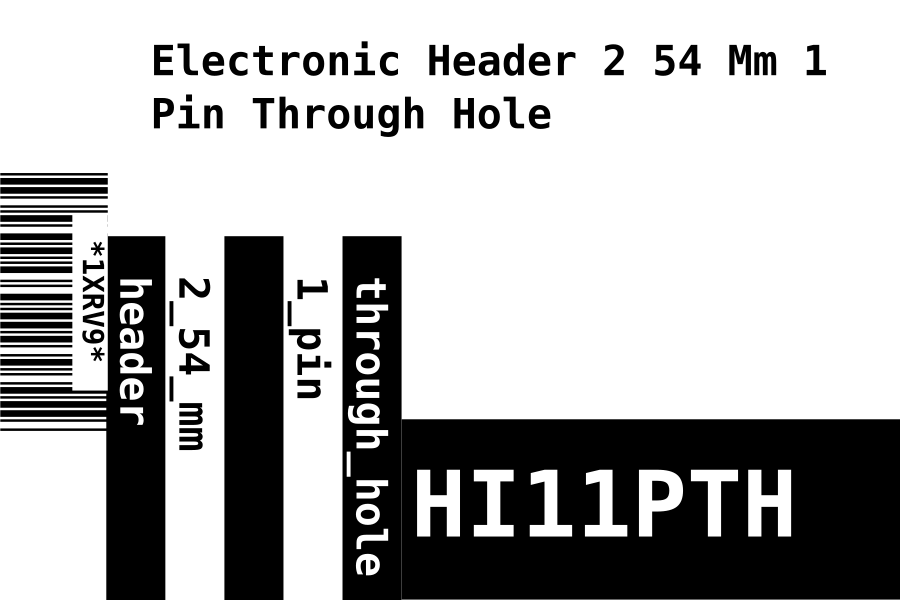 Electronic Header 2 54 Mm 1
Pin Through Hole
*1XRV9*
header
2_54_mm
1_pin
through_hole
HI11PTH